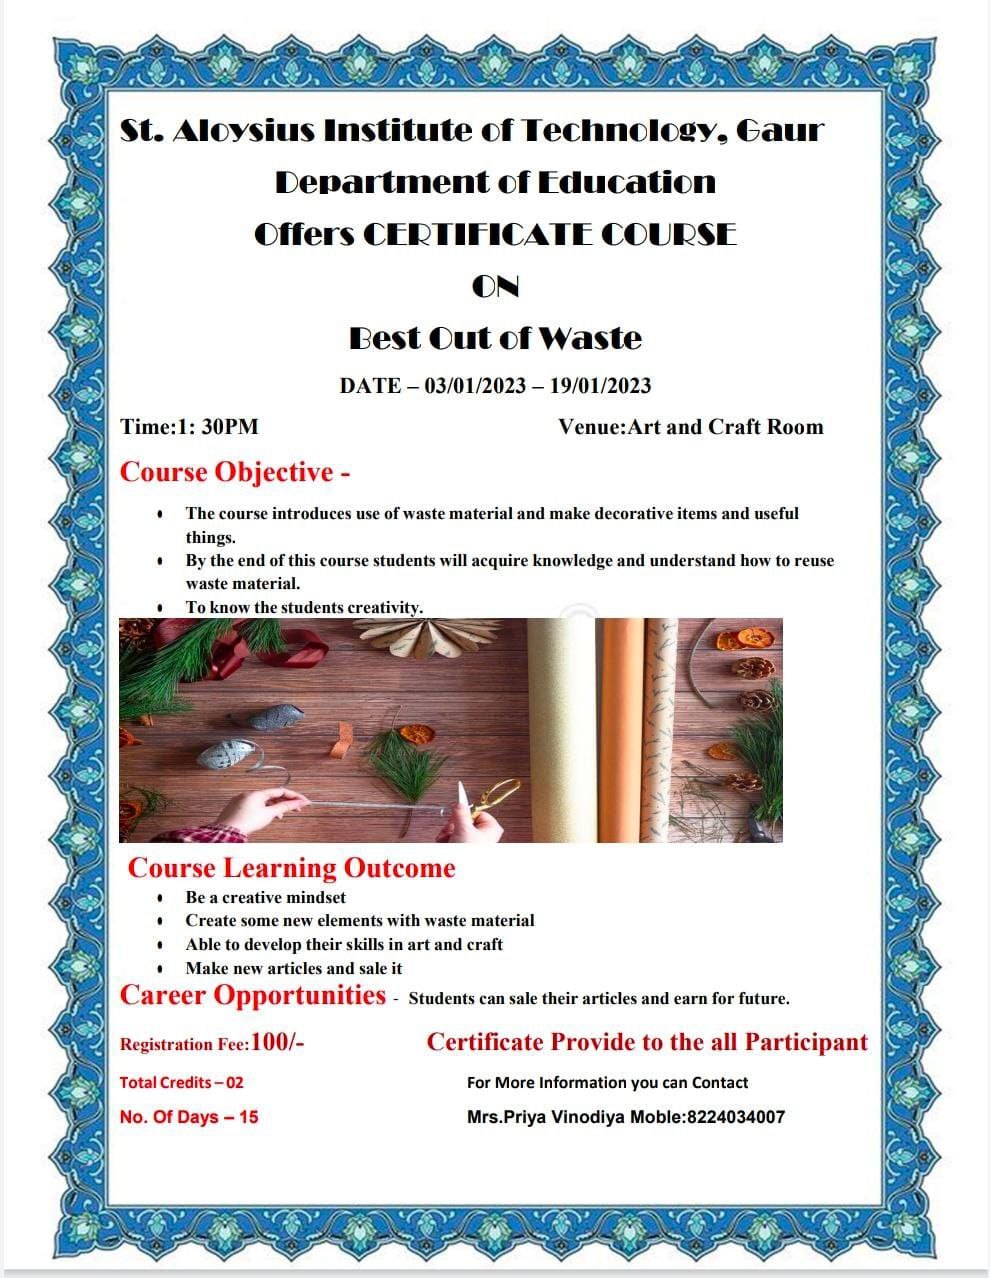 St. Aloysius Institute of Technology, Gaur
Department of Education
Offers CERTIFICATE COURSE
ON
Best Out of Waste
DATE – 03/01/2023 – 19/01/2023
Time:1: 30PM Venue:Art and Craft Room
Course Objective -
• The course introduces use of waste material and make decorative items and useful
things.
• By the end of this course students will acquire knowledge and understand how to reuse
waste material.
• To know the students creativity.
Course Learning Outcome
• Be a creative mindset
• Create some new elements with waste material
• Able to develop their skills in art and craft
• Make new articles and sale it
Career Opportunities - Students can sale their articles and earn for future.
Registration Fee:100/- Certificate Provide to the all Participant
Total Credits – 02 For More Information you can Contact
No. Of Days – 15 Mrs.Priya Vinodiya Moble:8224034007